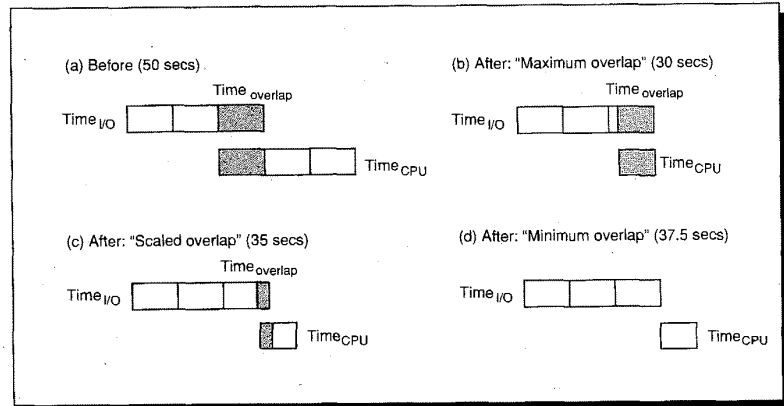 (a) Before (50 secs)
Time overlap
Time I/O
Time CPU
(b) After: “Maximum overlap” (30 secs)
Time overlap
Time I/O
Time CPU
(c) After: “Scaled overlap” (35 secs)
Time overlap
Time I/O
Time CPU
(d) After: “Minimum overlap” (37.5 secs)
Time I/O
Time CPU